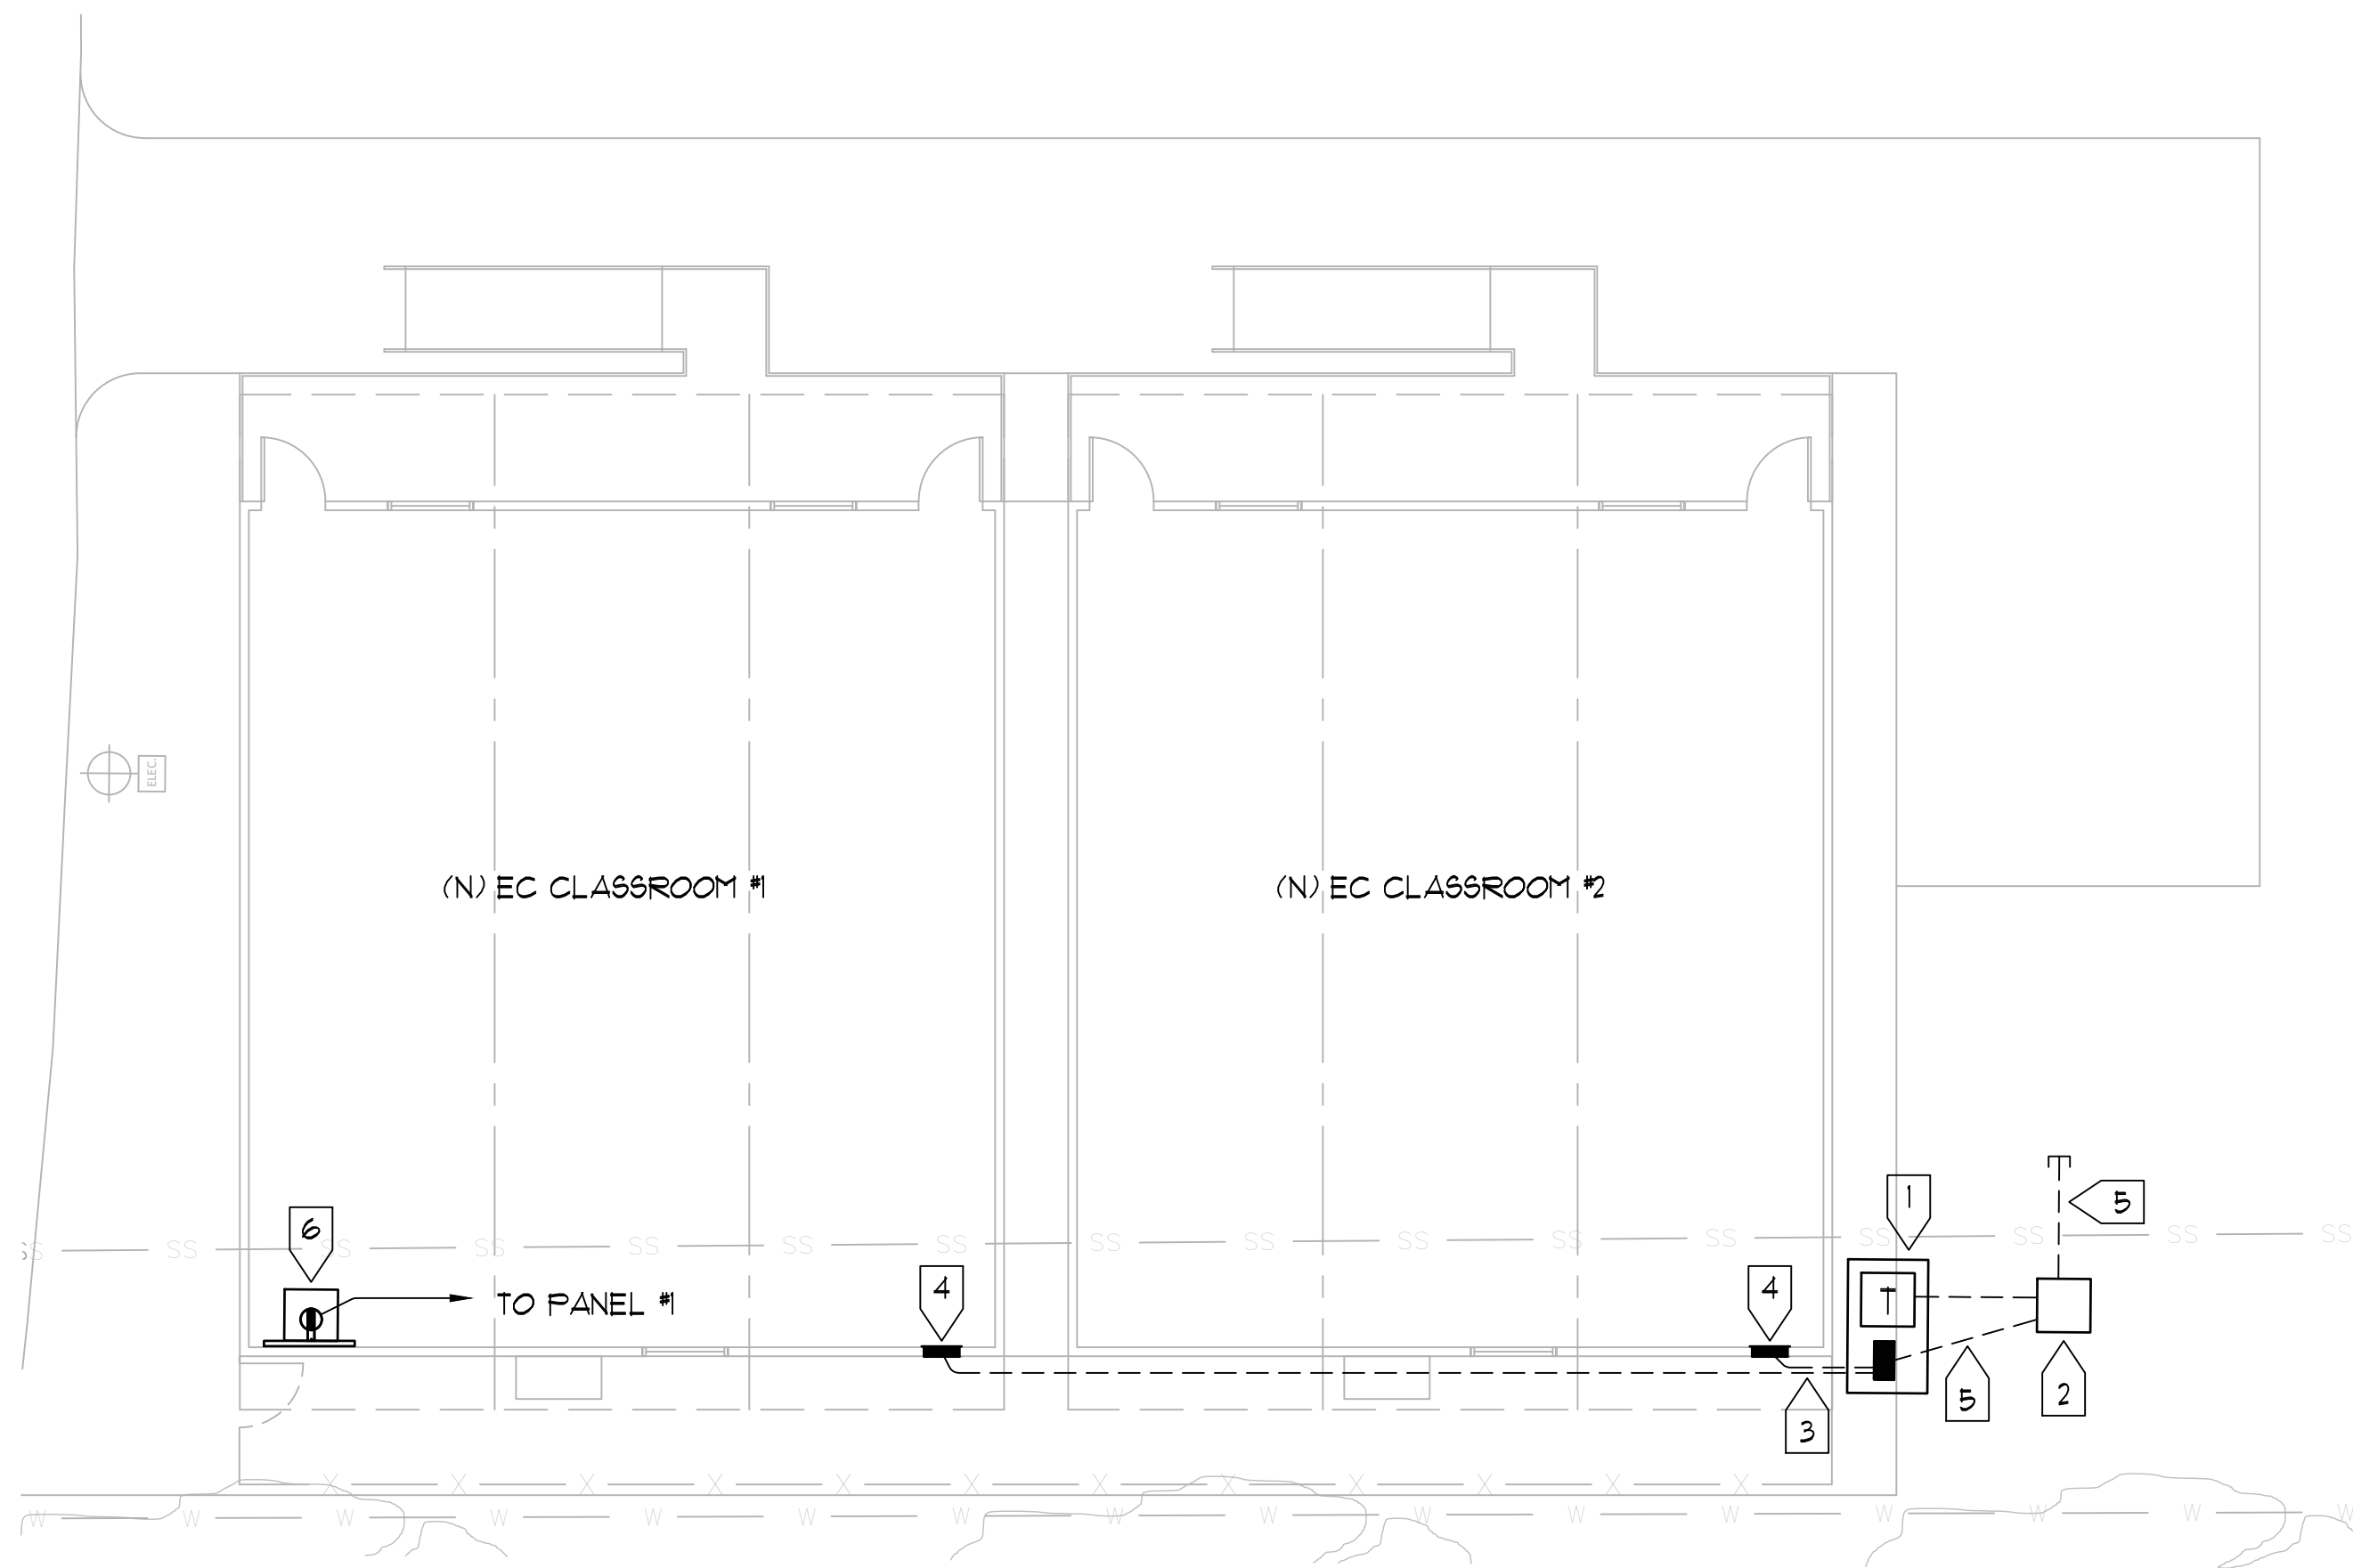 ELEC.
(N) EC CLASSROOM #1
(N) EC CLASSROOM #2
1
5
6
SS SS SS SS SS SS SS SS SS SS SS SS SS SS SS SS
4
4
T
TO PANEL #1
5
2
3
X X X X X X X X X X X X
W W W W W W W W W W W W W W W W